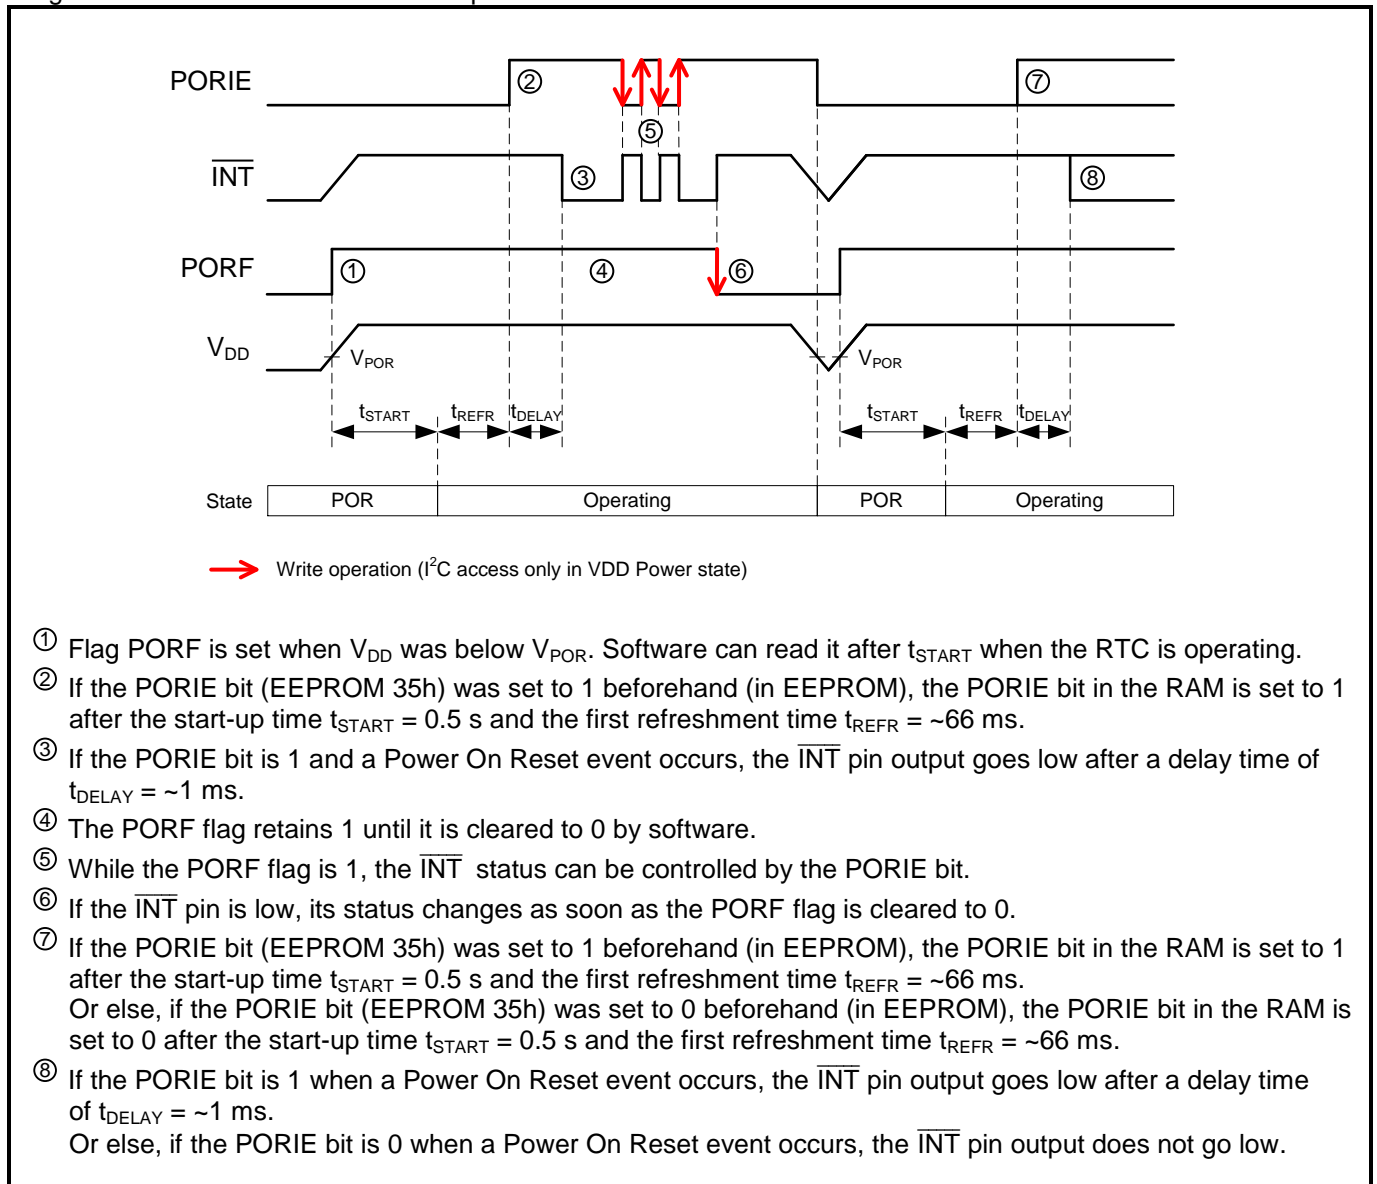 PORIE
② ⑦
⑤
INT
③ ⑧
PORF
① ④ ⑥
VDD
VPOR VPOR
tSTART tREFR tDELAY tSTART tREFR tDELAY
State POR Operating POR Operating
Write operation (I²C access only in VDD Power state)
① Flag PORF is set when VDD was below VPOR. Software can read it after tSTART when the RTC is operating.
② If the PORIE bit (EEPROM 35h) was set to 1 beforehand (in EEPROM), the PORIE bit in the RAM is set to 1
after the start-up time tSTART = 0.5 s and the first refreshment time tREFR = ~66 ms.
③ If the PORIE bit is 1 and a Power On Reset event occurs, the INT pin output goes low after a delay time of
tDELAY = ~1 ms.
④ The PORF flag retains 1 until it is cleared to 0 by software.
⑤ While the PORF flag is 1, the INT status can be controlled by the PORIE bit.
⑥ If the INT pin is low, its status changes as soon as the PORF flag is cleared to 0.
⑦ If the PORIE bit (EEPROM 35h) was set to 1 beforehand (in EEPROM), the PORIE bit in the RAM is set to 1
after the start-up time tSTART = 0.5 s and the first refreshment time tREFR = ~66 ms.
Or else, if the PORIE bit (EEPROM 35h) was set to 0 beforehand (in EEPROM), the PORIE bit in the RAM is
set to 0 after the start-up time tSTART = 0.5 s and the first refreshment time tREFR = ~66 ms.
⑧ If the PORIE bit is 1 when a Power On Reset event occurs, the INT pin output goes low after a delay time
of tDELAY = ~1 ms.
Or else, if the PORIE bit is 0 when a Power On Reset event occurs, the INT pin output does not go low.